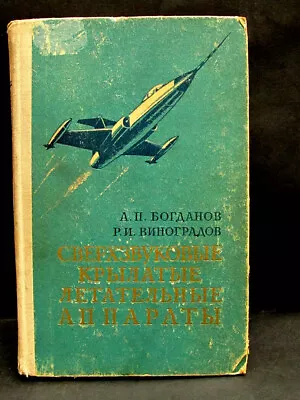 А. П. БОГДАНОВ
Р. И. ВИНОГРАДОВ
СВЕРХЗВУКОВЫЕ
КРЫЛАТЫЕ
ЛЕТАТЕЛЬНЫЕ
АППАРАТЫ